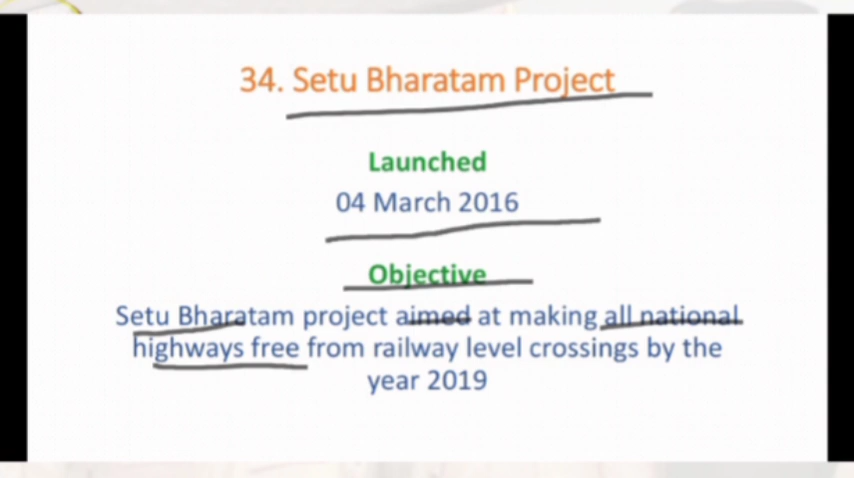 34. Setu Bharatam Project
Launched
04 March 2016
Objective
Setu Bharatam project aimed at making all national
highways free from railway level crossings by the
year 2019